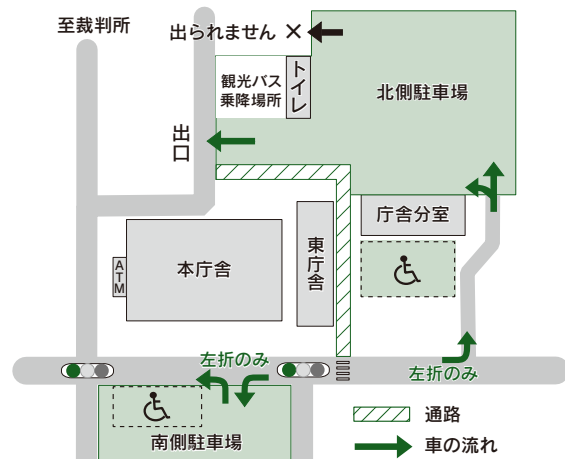 至裁判所
出られません
観光バス
乗降場所
トイレ
北側駐車場
出口
庁舎分室
東庁舎
本庁舎
ATM
左折のみ
左折のみ
南側駐車場
通路
車の流れ